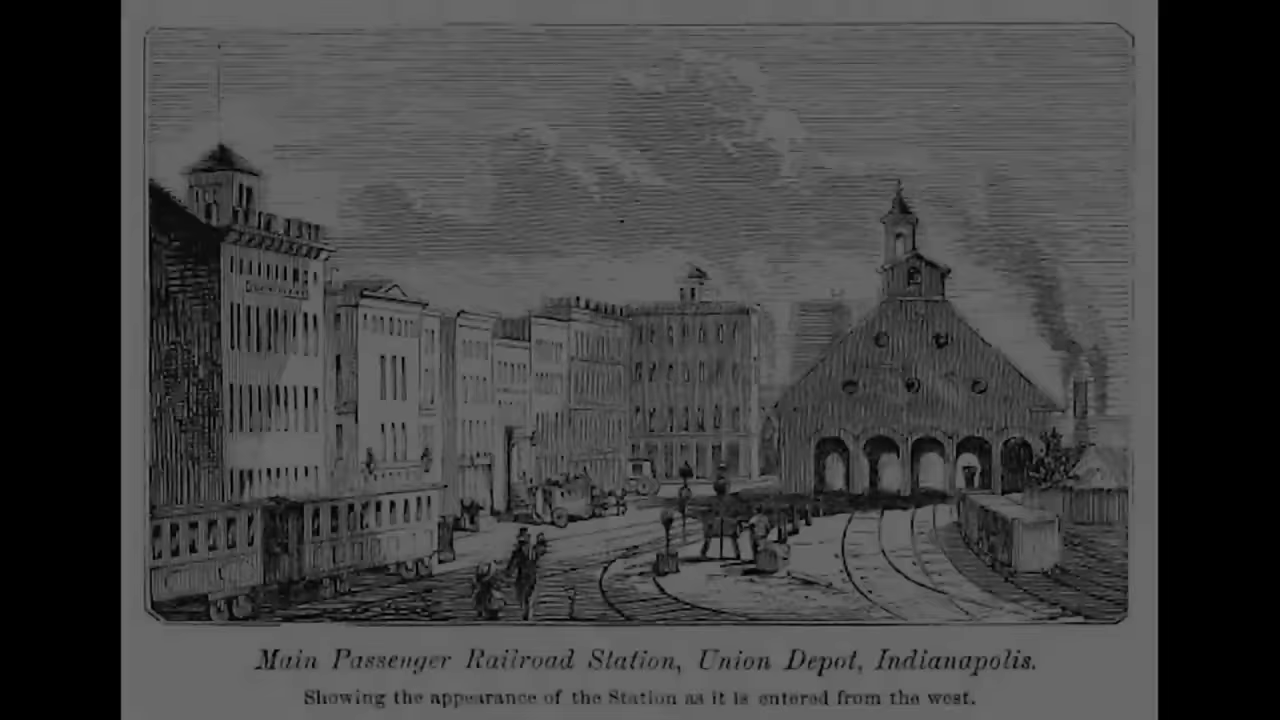 Main Passenger Railroad Station, Union Depot, Indianapolis.
Showing the appearance of the Station as it is entered from the west.